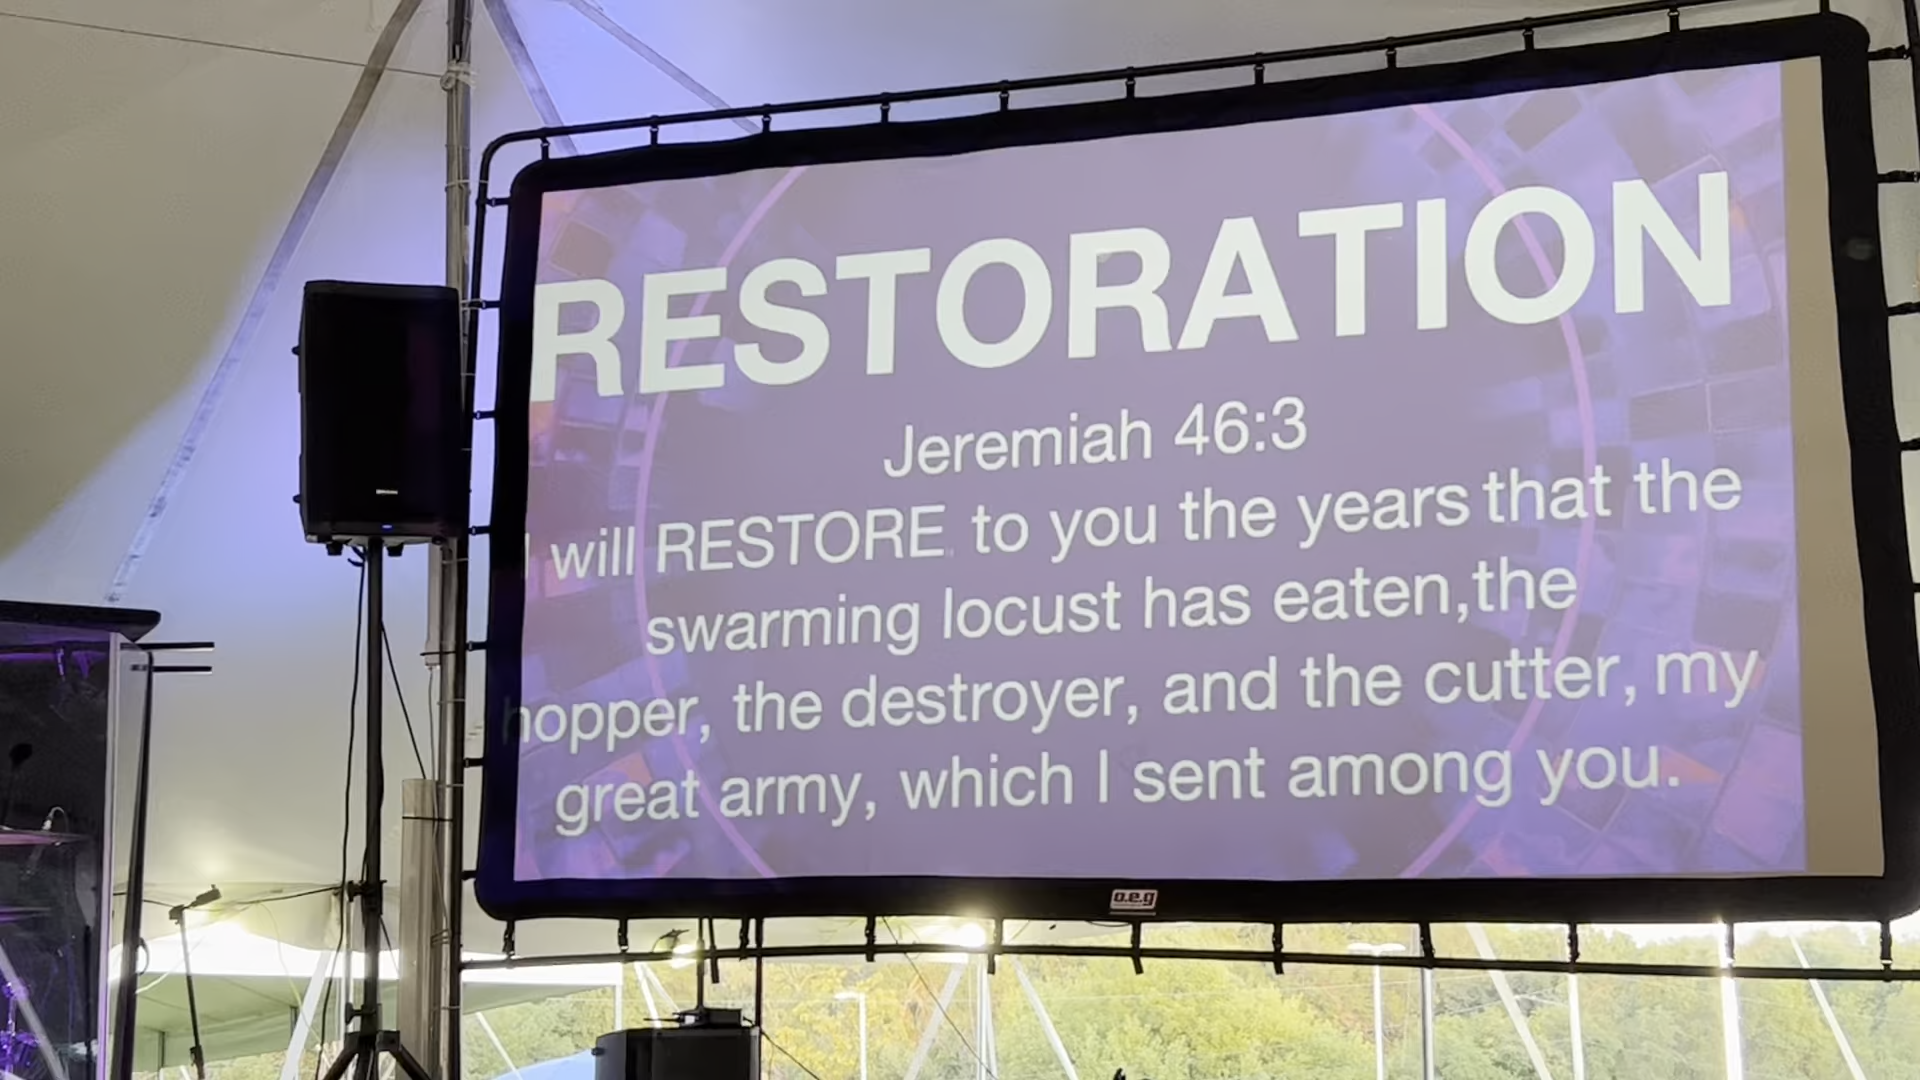 RESTORATION
Jeremiah 46:3
I will RESTORE to you the years that the
swarming locust has eaten,the
hopper, the destroyer, and the cutter, my
great army, which I sent among you.
o.e.g